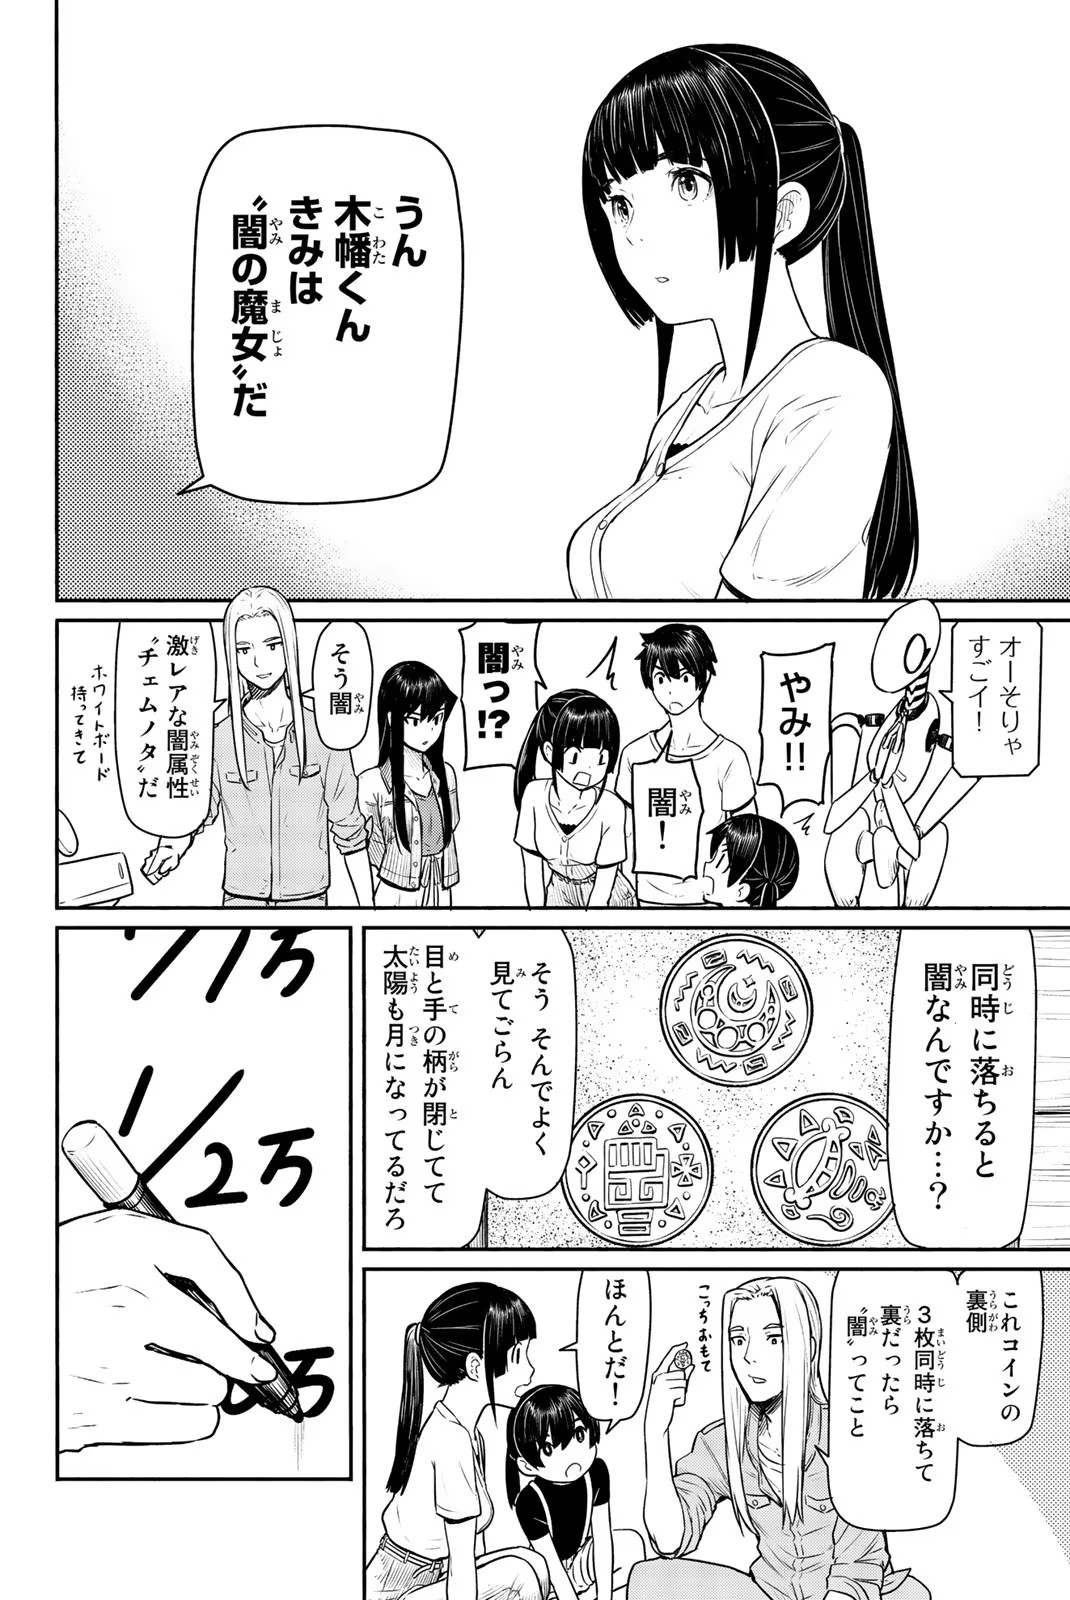 うん
木幡くん
きみは
〝闇の魔女〟だ
オーそりゃ
すごイ！
やみ!!
闇！
闇っ!?
そう闇
激レアな闇属性
〝チェムノタ〟だ
ホワイトボード
持ってきて
同時に落ちると
闇なんですか…？
そう そんでよく
見てごらん
目と手の柄が閉じてて
太陽も月になってるだろ
1/1万
1/2万
5万
これコインの
裏側
3枚同時に落ちて
裏だったら
〝闇〟ってこと
こっちおもて
ほんとだ！